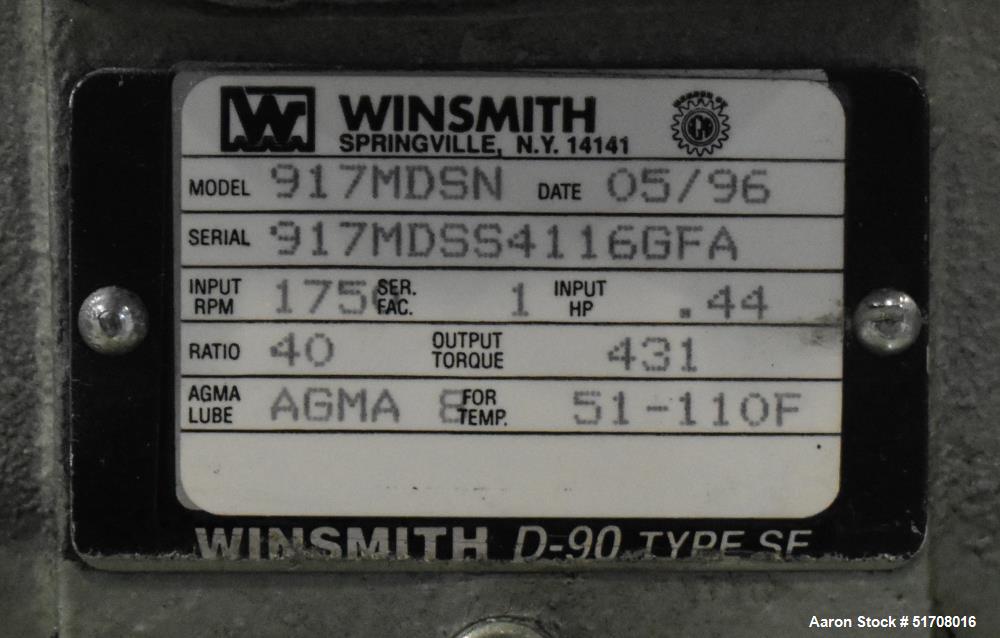 W WINSMITH
SPRINGVILLE, N.Y. 14141
MODEL 917MDSN DATE 05/96
SERIAL 917MDSS4116GFA
INPUT RPM 1750 SER. FAC. 1 INPUT HP .44
RATIO 40 OUTPUT TORQUE 431
AGMA LUBE AGMA 8 FOR TEMP. 51-110F
WINSMITH D-90 TYPE SE
Aaron Stock # 51708016